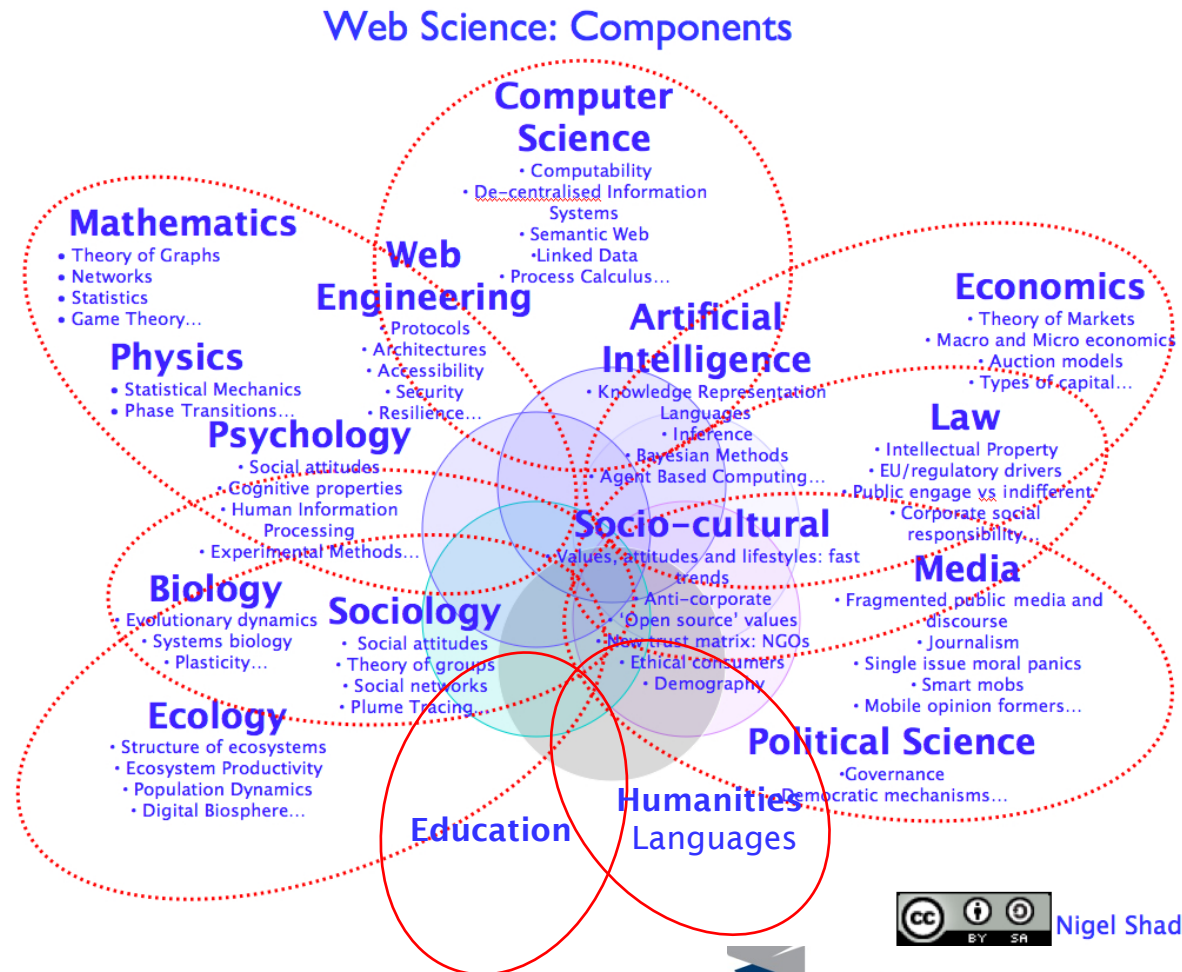 Web Science: Components
Computer
Science
• Computability
• De-centralised Information
Systems
• Semantic Web
•Linked Data
• Process Calculus...
Mathematics
• Theory of Graphs
• Networks
• Statistics
• Game Theory...
Physics
• Statistical Mechanics
• Phase Transitions...
Web
Engineering
• Protocols
• Architectures
• Accessibility
• Security
• Resilience...
Artificial
Intelligence
• Knowledge Representation
Languages
• Inference
• Bayesian Methods
• Agent Based Computing...
Economics
• Theory of Markets
• Macro and Micro economics
• Auction models
• Types of capital...
Law
• Intellectual Property
• EU/regulatory drivers
• Public engage vs indifferent
• Corporate social
responsibility...
Psychology
• Social attitudes
• Cognitive properties
• Human Information
Processing
• Experimental Methods...
Socio-cultural
• Values, attitudes and lifestyles: fast
trends
• Anti-corporate
• 'Open source' values
• New trust matrix: NGOs
• Ethical consumers
• Demography
Media
• Fragmented public media and
discourse
• Journalism
• Single issue moral panics
• Smart mobs
• Mobile opinion formers...
Biology
• Evolutionary dynamics
• Systems biology
• Plasticity...
Sociology
• Social attitudes
• Theory of groups
• Social networks
• Plume Tracing...
Ecology
• Structure of ecosystems
• Ecosystem Productivity
• Population Dynamics
• Digital Biosphere...
Political Science
•Governance
•Democratic mechanisms...
Education
Humanities
Languages
cc BY SA
Nigel Shad